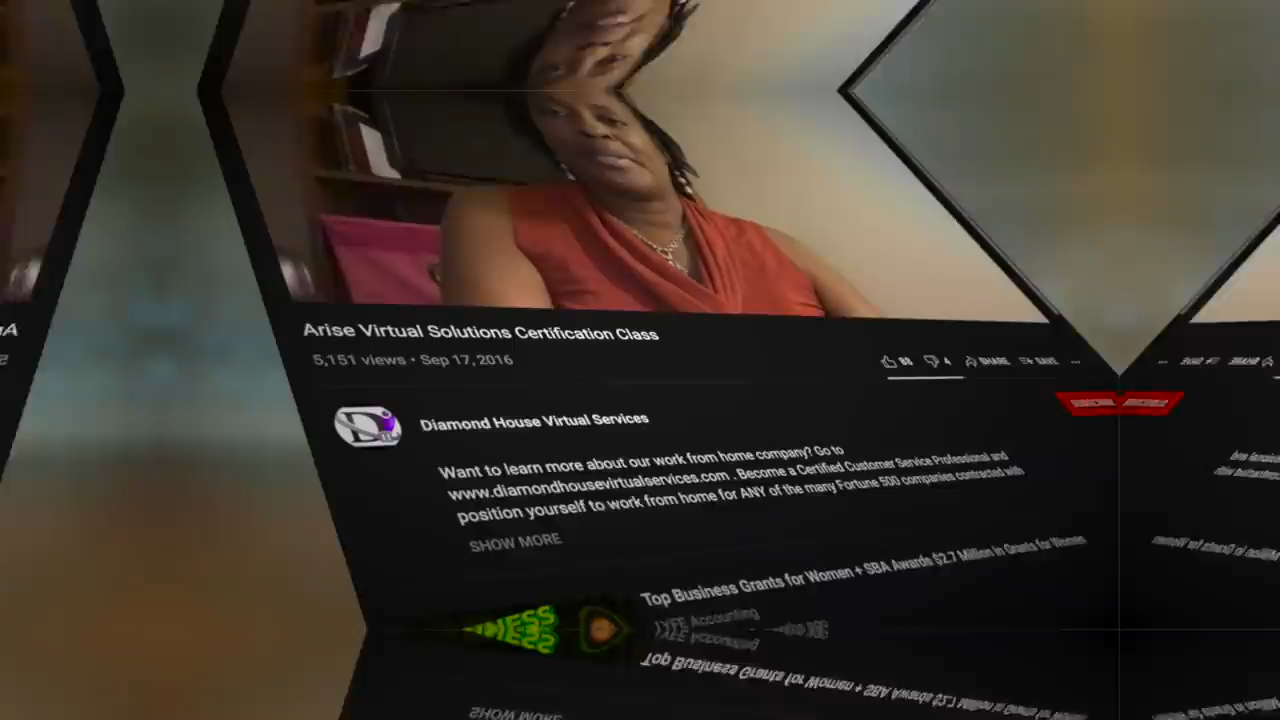 Arise Virtual Solutions Certification Class
5,151 views • Sep 17, 2016
SHARE SAVE ...
Diamond House Virtual Services
Want to learn more about our work from home company? Go to
www.diamondhousevirtualservices.com . Become a Certified Customer Service Professional and
position yourself to work from home for ANY of the many Fortune 500 companies contracted with
SHOW MORE
Top Business Grants for Women + SBA Awards $2.7 Million In Grants for Women
Accounting